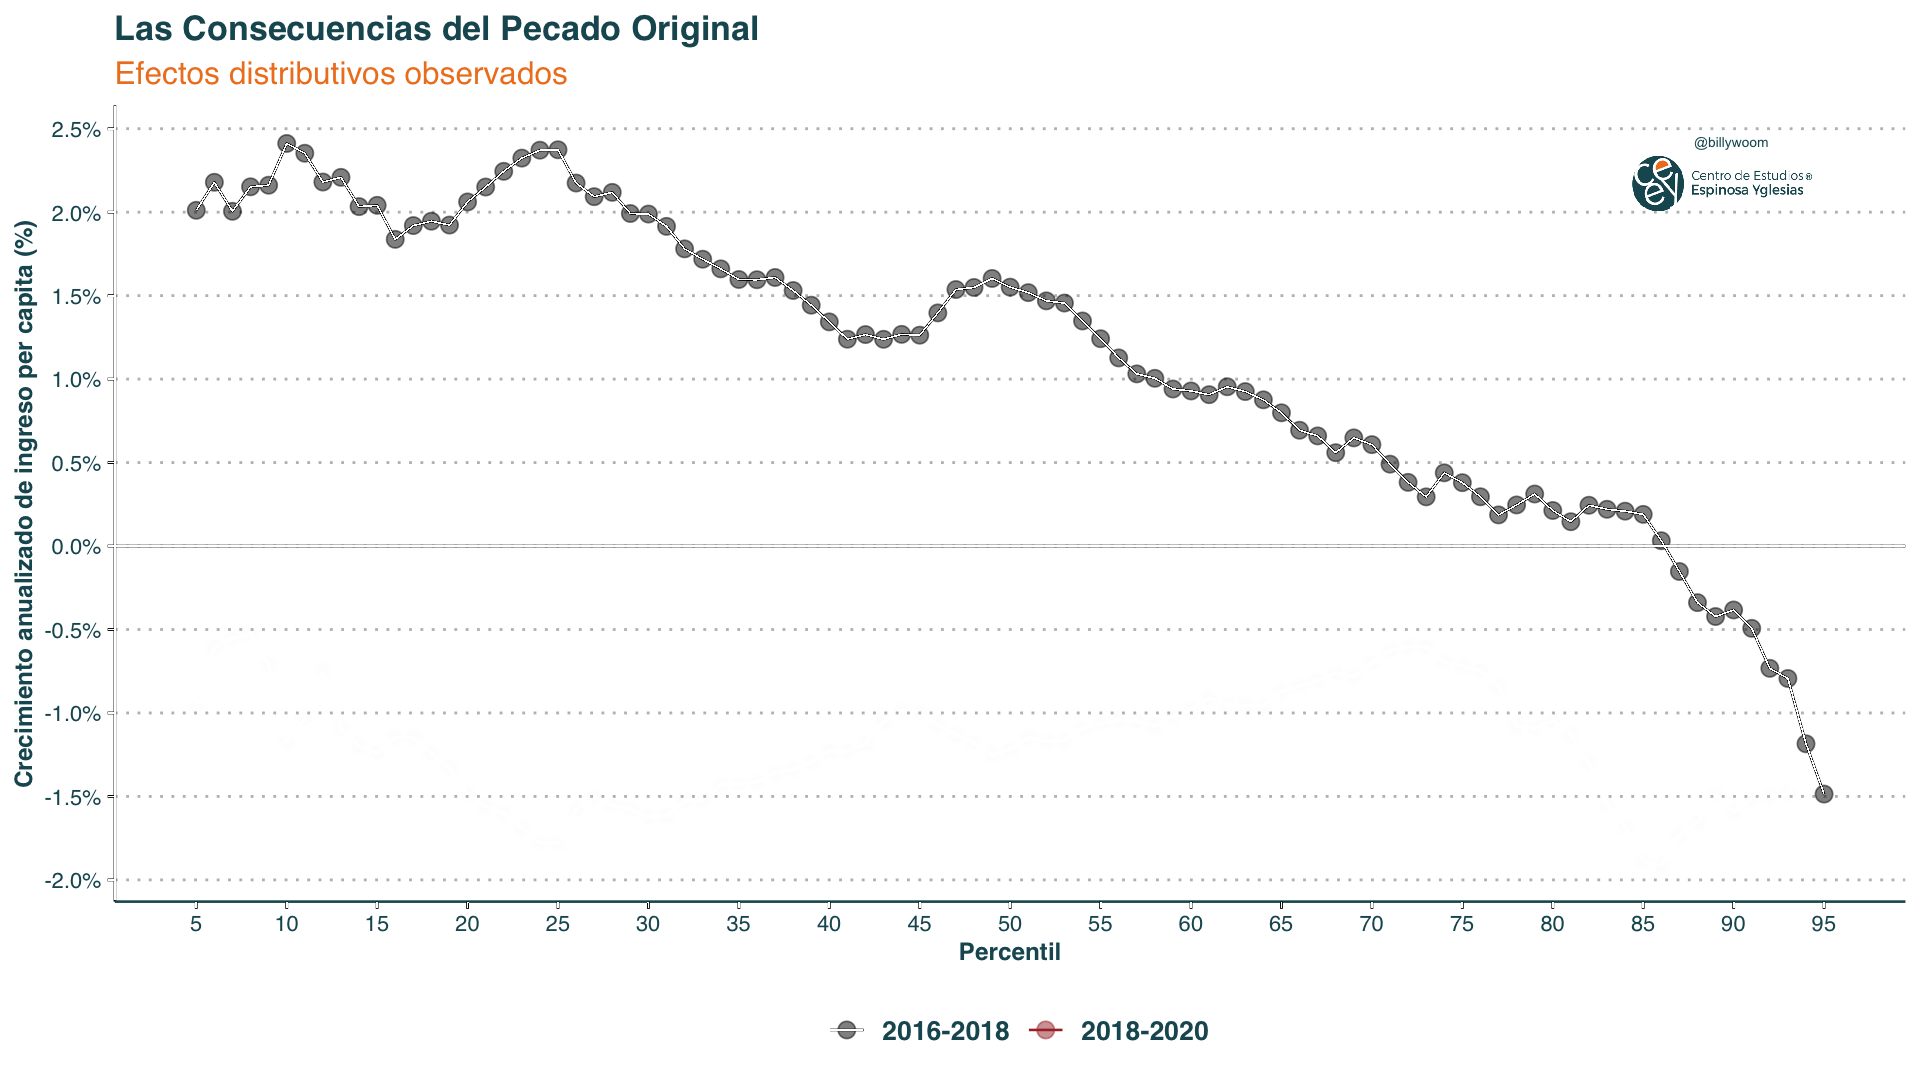 Las Consecuencias del Pecado Original
Efectos distributivos observados
@billywoom
ceey
Centro de Estudios®
Espinosa Yglesias
Crecimiento anualizado de ingreso per capita (%)
2.5%
2.0%
1.5%
1.0%
0.5%
0.0%
-0.5%
-1.0%
-1.5%
-2.0%
5 10 15 20 25 30 35 40 45 50 55 60 65 70 75 80 85 90 95
Percentil
2016-2018 2018-2020